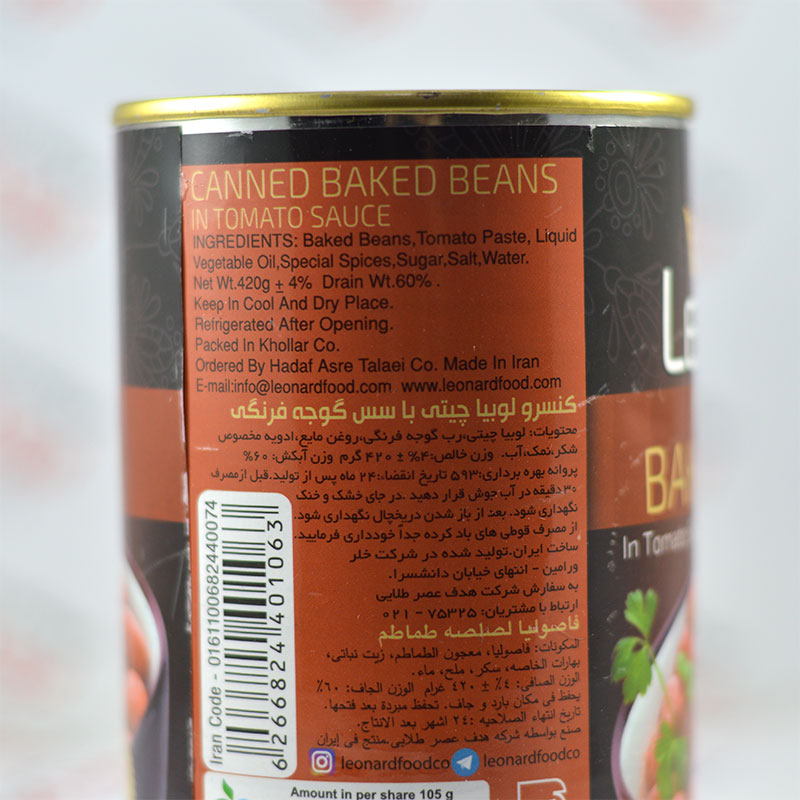 CANNED BAKED BEANS
IN TOMATO SAUCE
INGREDIENTS: Baked Beans,Tomato Paste, Liquid
Vegetable Oil,Special Spices,Sugar,Salt,Water.
Net Wt.420g ± 4% Drain Wt.60% .
Keep In Cool And Dry Place.
Refrigerated After Opening.
Packed In Khollar Co.
Ordered By Hadaf Asre Talaei Co. Made In Iran
E-mail:info@leonardfood.com www.leonardfood.com
کنسرو لوبیا چیتی با سس گوجه فرنگی
محتویات: لوبیا چیتی،رب گوجه فرنگی،روغن مایع،ادویه مخصوص
شکر،نمک،آب. وزن خالص:۴% ± ۴۲۰ گرم وزن آبکش: ۶۰%
پروانه بهره برداری:۵۹۳ تاریخ انقضاء:۲۴ ماه پس از تولید.قبل ازمصرف
۳۰دقیقه در آب جوش قرار دهید .در جای خشک و خنک
نگهداری شود. بعد از باز شدن دریخچال نگهداری شود.
از مصرف قوطی های باد کرده جداً خودداری فرمایید.
ساخت ایران.تولید شده در شرکت خلر
ورامین - انتهای خیابان دانشسرا.
به سفارش شرکت هدف عصر طلایی
ارتباط با مشتریان: ۷۵۳۲۵ - ۰۲۱
فاصولیا لصلصه طماطم
المکونات: فاصولیا، معجون الطماطم، زیت نباتی،
بهارات الخاصه، سکر ، ملح، ماء.
الوزن الصافی: ٤% ± ٤٢٠ غرام الوزن الجاف: ٦٠%
یحفظ فی مکان بارد و جاف. تحفظ مبردة بعد فتحها.
تاریخ انتهاء الصلاحیه :٢٤ اشهر بعد الانتاج.
صنع بواسطه شرکه هدف عصر طلایی.منتج فی إیران
leonardfoodco leonardfoodco
Iran Code - 0161100682440074
6266824401063
Amount in per share 105 g
Le
BA
In Tomat